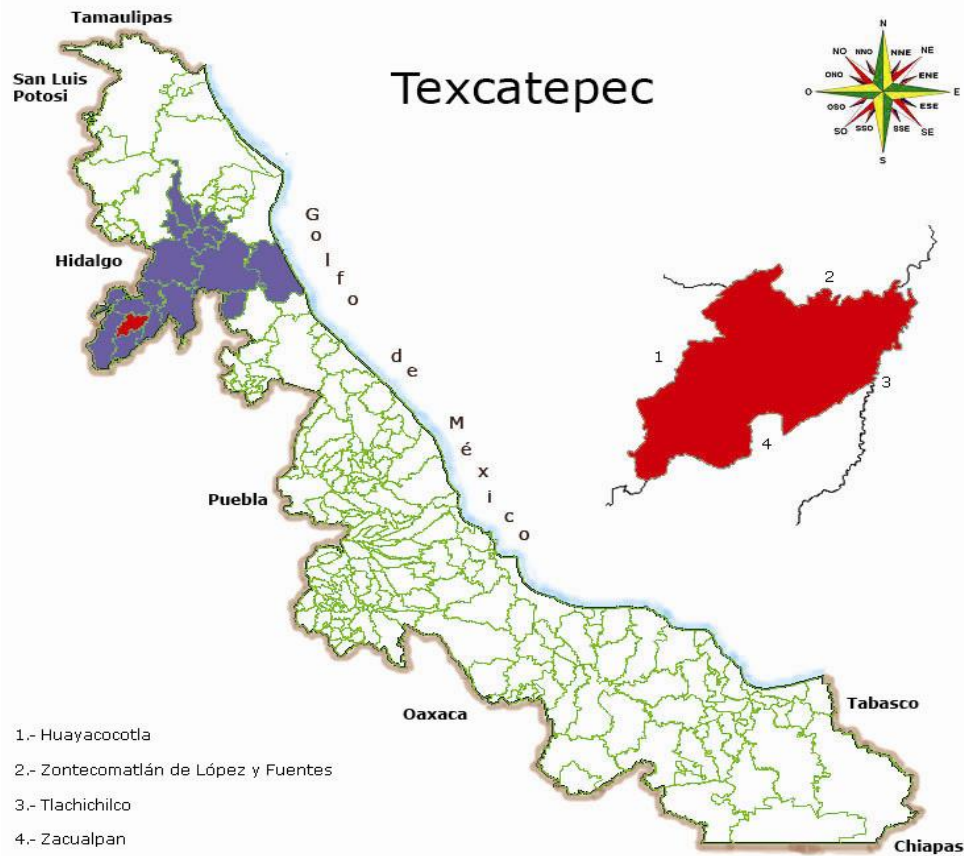 Tamaulipas
San Luis
Potosi
Texcatepec
N
NNO
NNE
NO
NE
ONO
ENE
O
E
OSO
ESE
SO
SSO
SSE
SE
S
Hidalgo
Golfo de México
1
2
3
4
Puebla
Oaxaca
Tabasco
Chiapas
1.- Huayacocotla
2.- Zontecomatlán de López y Fuentes
3.- Tlachichilco
4.- Zacualpan